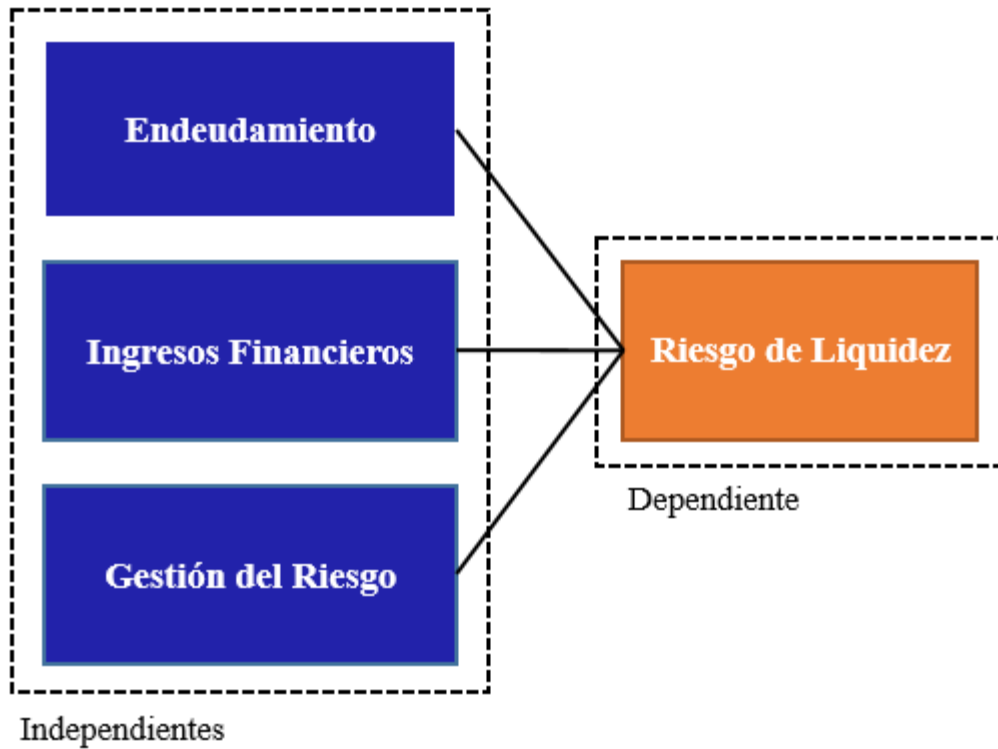 Endeudamiento
Ingresos Financieros
Gestión del Riesgo
Independientes
Riesgo de Liquidez
Dependiente